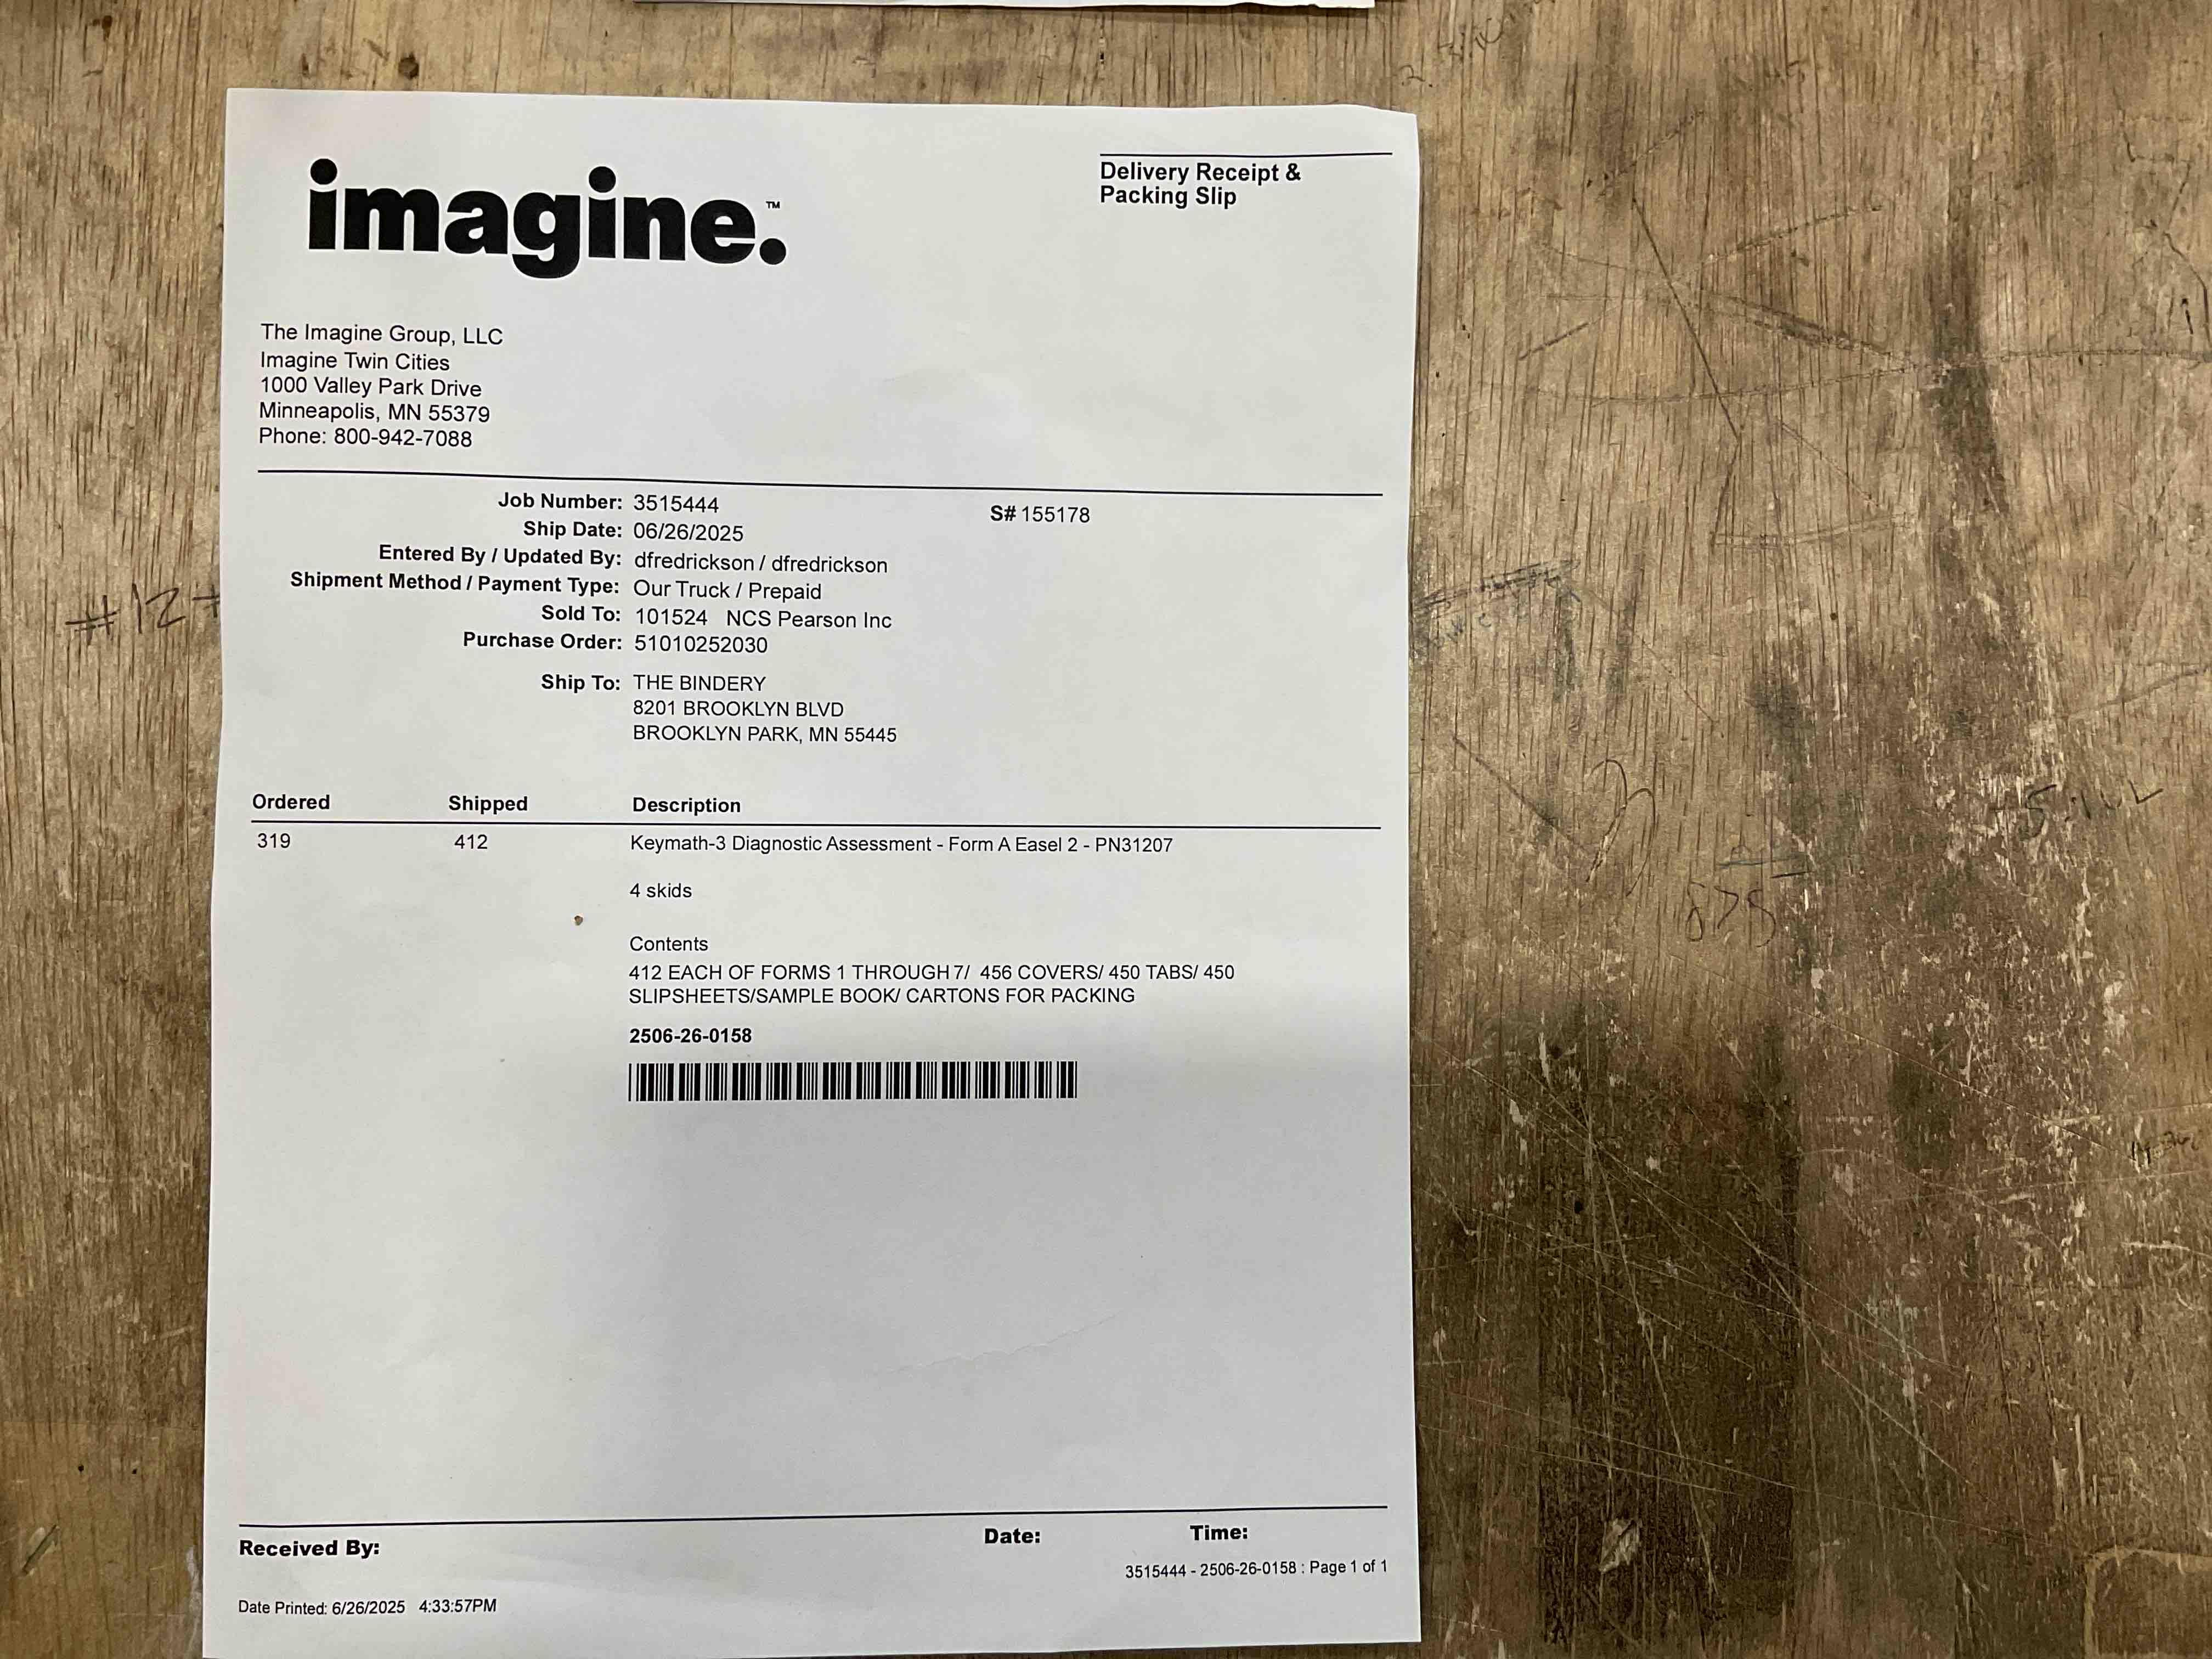 imagine.™
Delivery Receipt &
Packing Slip
The Imagine Group, LLC
Imagine Twin Cities
1000 Valley Park Drive
Minneapolis, MN 55379
Phone: 800-942-7088
Job Number: 3515444
S# 155178
Ship Date: 06/26/2025
Entered By / Updated By: dfredrickson / dfredrickson
Shipment Method / Payment Type: Our Truck / Prepaid
Sold To: 101524 NCS Pearson Inc
Purchase Order: 51010252030
Ship To: THE BINDERY
8201 BROOKLYN BLVD
BROOKLYN PARK, MN 55445
Ordered Shipped Description
319 412 Keymath-3 Diagnostic Assessment - Form A Easel 2 - PN31207
4 skids
Contents
412 EACH OF FORMS 1 THROUGH 7/ 456 COVERS/ 450 TABS/ 450
SLIPSHEETS/SAMPLE BOOK/ CARTONS FOR PACKING
2506-26-0158
Received By: Date: Time:
3515444 - 2506-26-0158 : Page 1 of 1
Date Printed: 6/26/2025 4:33:57PM
#12